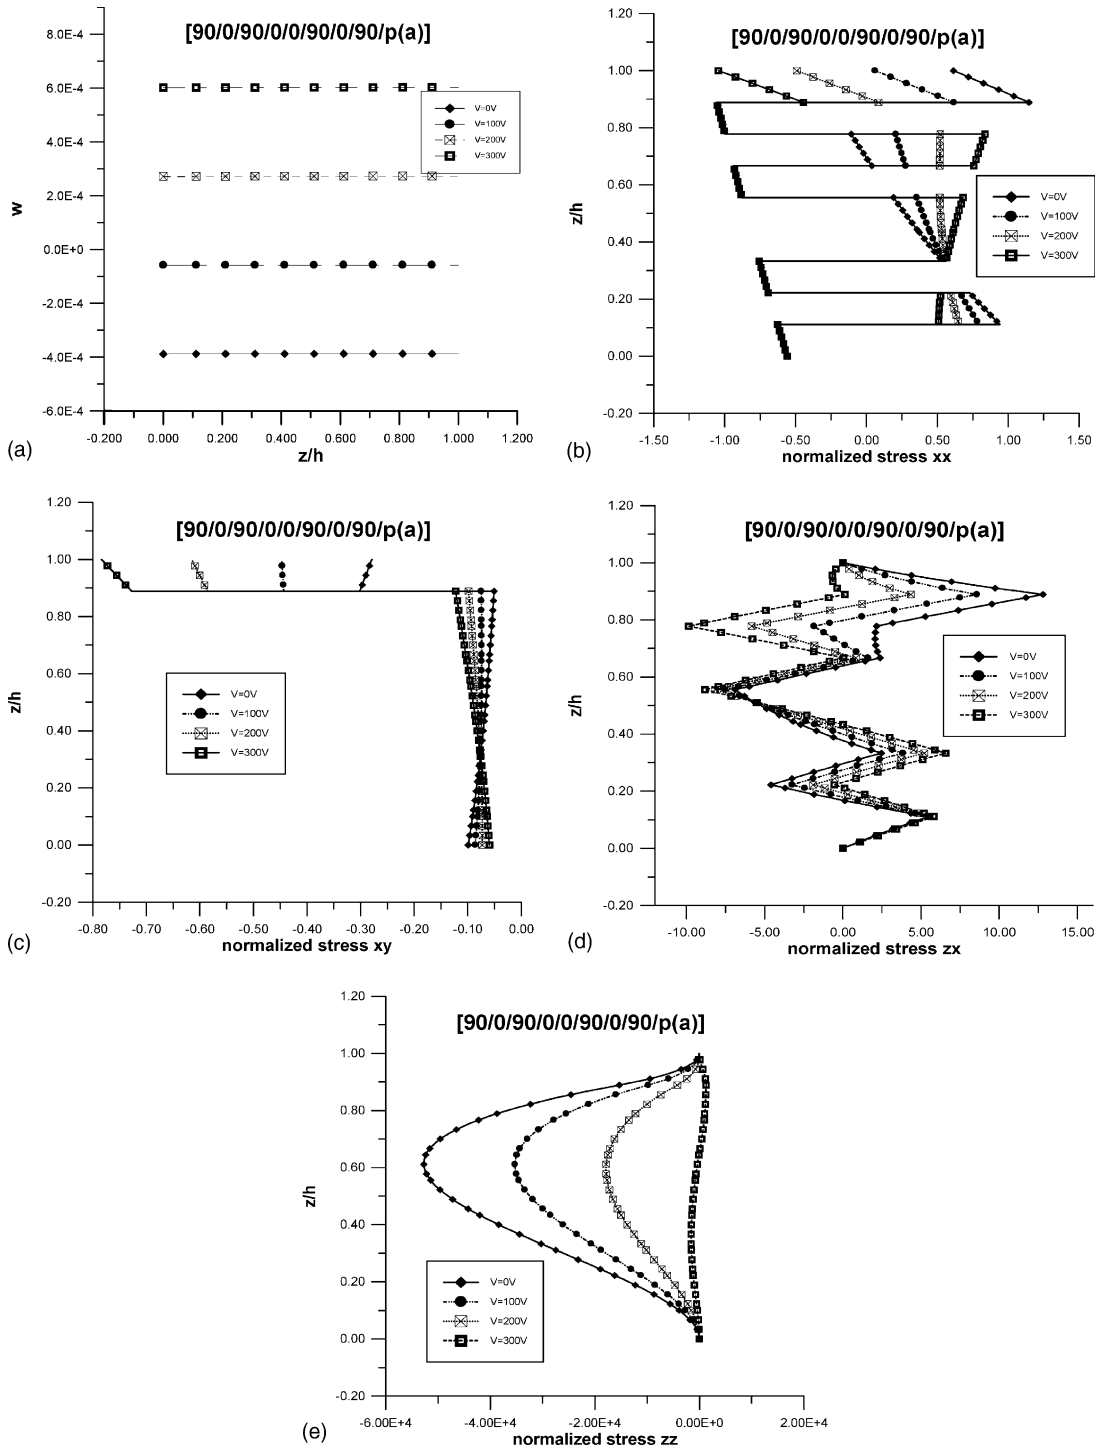 [90/0/90/0/0/90/0/90/p(a)]
8.0E-4
6.0E-4
4.0E-4
2.0E-4
0.00E+0
-2.0E-4
-4.0E-4
-6.0E-4
w
V=0V
V=100V
V=200V
V=300V
-0.200 0.000 0.200 0.400 0.600 0.800 1.000 1.200
z/h
(a)
[90/0/90/0/0/90/0/90/p(a)]
1.20
1.00
0.80
0.60
0.40
0.20
0.00
-0.20
z/h
V=0V
V=100V
V=200V
V=300V
-1.50 -1.00 -0.50 0.00 0.50 1.00 1.50
normalized stress xx
(b)
[90/0/90/0/0/90/0/90/p(a)]
1.20
1.00
0.80
0.60
0.40
0.20
0.00
-0.20
z/h
V=0V
V=100V
V=200V
V=300V
-0.80 -0.70 -0.60 -0.50 -0.40 -0.30 -0.20 -0.10 0.00
normalized stress xy
(c)
[90/0/90/0/0/90/0/90/p(a)]
1.20
1.00
0.80
0.60
0.40
0.20
0.00
-0.20
z/h
V=0V
V=100V
V=200V
V=300V
-10.00 -5.00 0.00 5.00 10.00 15.00
normalized stress zx
(d)
[90/0/90/0/0/90/0/90/p(a)]
1.20
1.00
0.80
0.60
0.40
0.20
0.00
-0.20
z/h
V=0V
V=100V
V=200V
V=300V
-6.00E+4 -4.00E+4 -2.00E+4 0.00E+0 2.00E+4
normalized stress zz
(e)